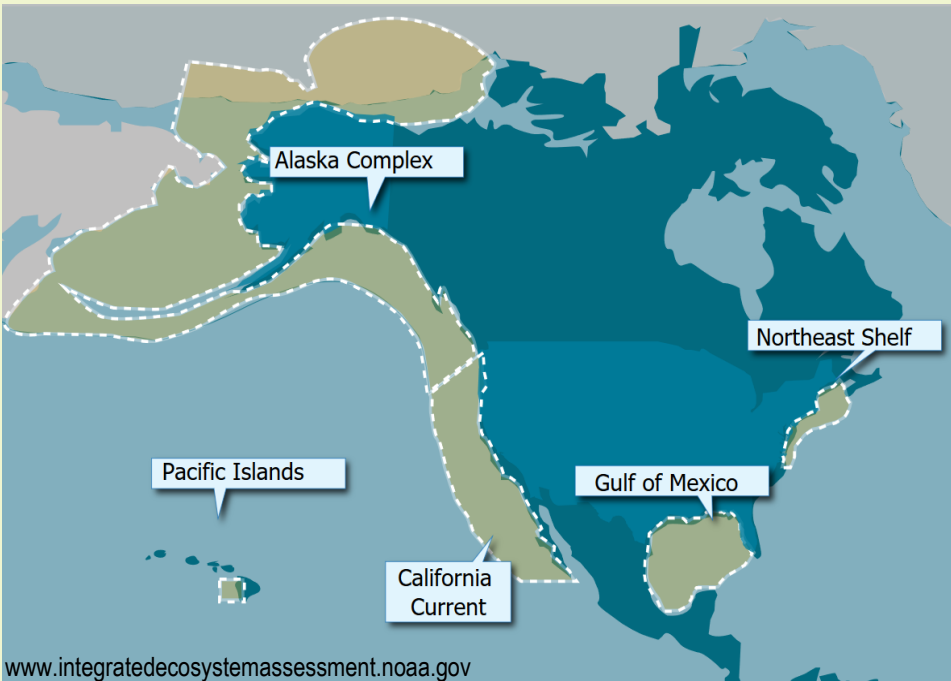 Alaska Complex
Northeast Shelf
Pacific Islands
Gulf of Mexico
California
Current
www.integratedecosystemassessment.noaa.gov